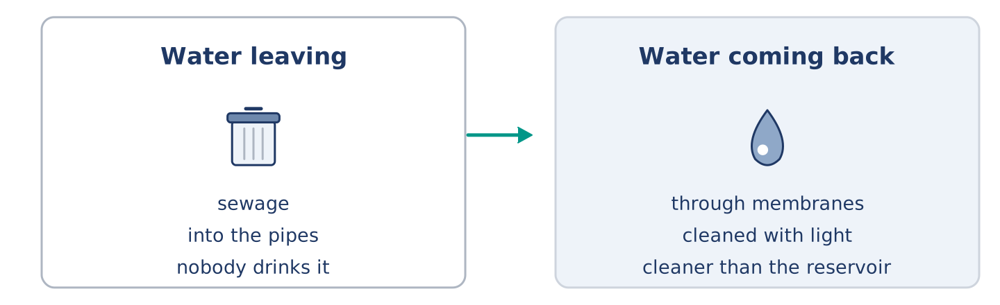 Water leaving
sewage
into the pipes
nobody drinks it
Water coming back
through membranes
cleaned with light
cleaner than the reservoir